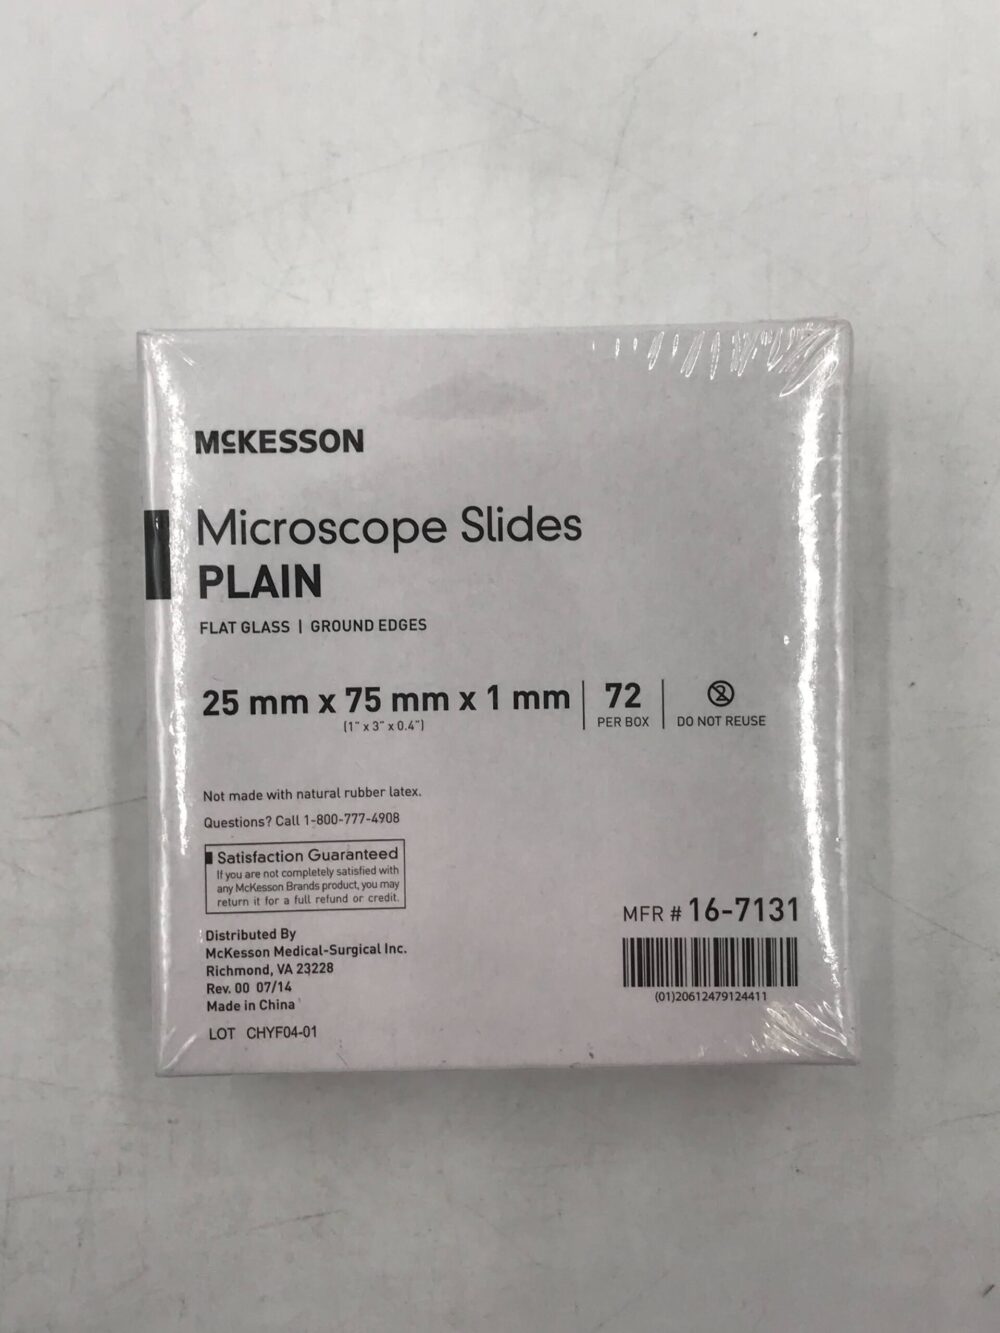 McKESSON
Microscope Slides
PLAIN
FLAT GLASS | GROUND EDGES
25 mm x 75 mm x 1 mm
(1" x 3" x 0.4")
72
PER BOX
2
DO NOT REUSE
Not made with natural rubber latex.
Questions? Call 1-800-777-4908
Satisfaction Guaranteed
If you are not completely satisfied with
any McKesson Brands product, you may
return it for a full refund or credit.
Distributed By
McKesson Medical-Surgical Inc.
Richmond, VA 23228
Rev. 00 07/14
Made in China
LOT CHYF04-01
MFR # 16-7131
(01)20612479124411